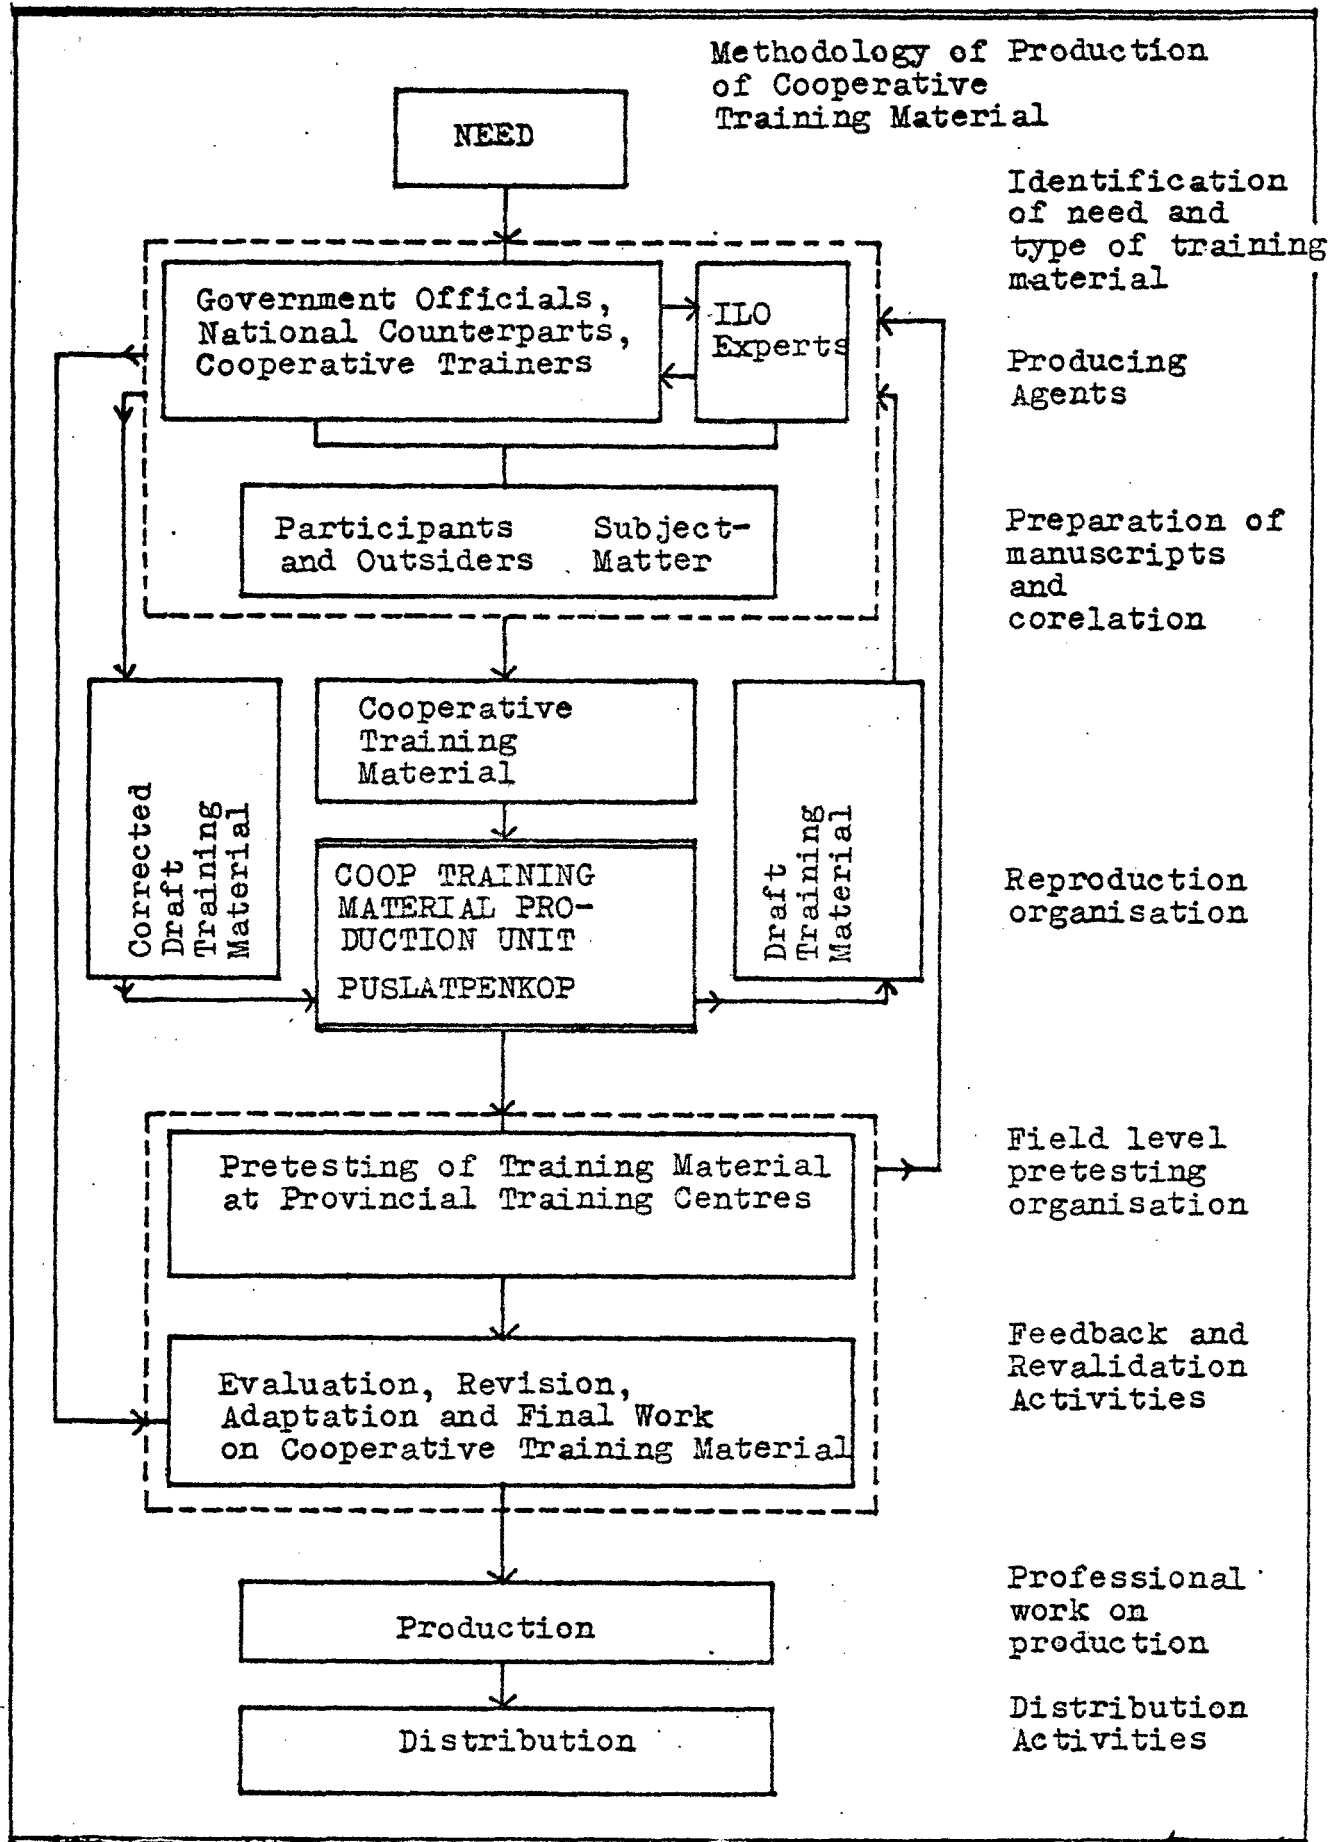 Methodology of Production
of Cooperative
Training Material
NEED
Identification
of need and
type of training
material
Government Officials,
National Counterparts,
Cooperative Trainers
ILO
Experts
Producing
Agents
Participants
and Outsiders
Subject-
Matter
Preparation of
manuscripts
and
corelation
Corrected
Draft
Training
Material
Cooperative
Training
Material
Draft
Training
Material
COOP TRAINING
MATERIAL PRO-
DUCTION UNIT
PUSLATPENKOP
Reproduction
organisation
Pretesting of Training Material
at Provincial Training Centres
Field level
pretesting
organisation
Evaluation, Revision,
Adaptation and Final Work
on Cooperative Training Material
Feedback and
Revalidation
Activities
Production
Professional
work on
production
Distribution
Distribution
Activities